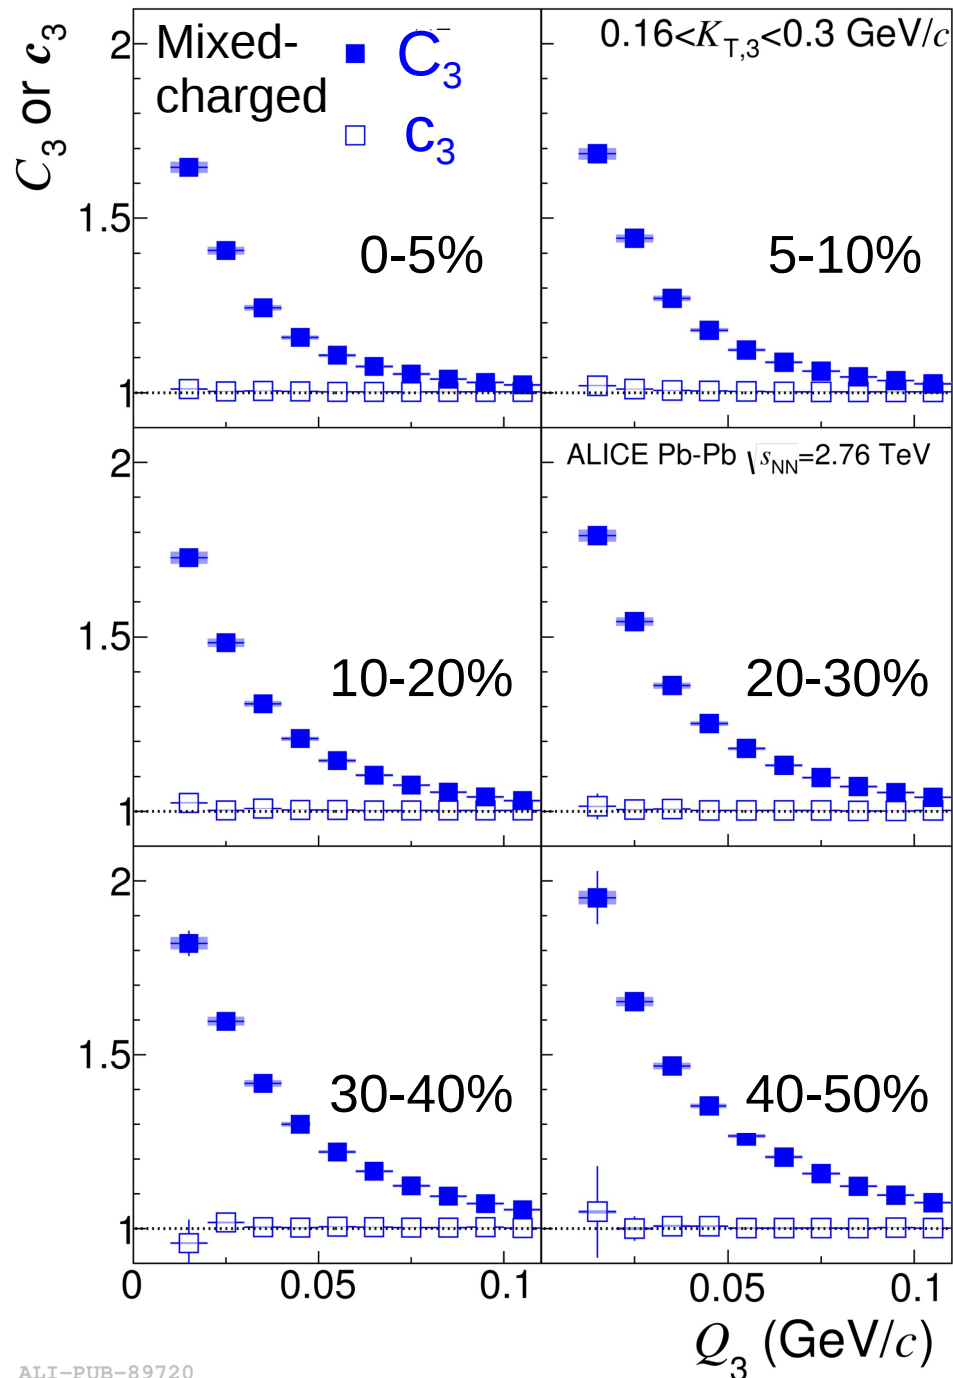 C3 or c3
Mixed-
charged
C3
c3
0.16<KT,3<0.3 GeV/c
2
1.5
1
0-5%
5-10%
ALICE Pb-Pb √sNN=2.76 TeV
2
1.5
1
10-20%
20-30%
2
1.5
1
30-40%
40-50%
0
0.05
0.1
0.05
0.1
Q3 (GeV/c)
ALI-PUB-89720